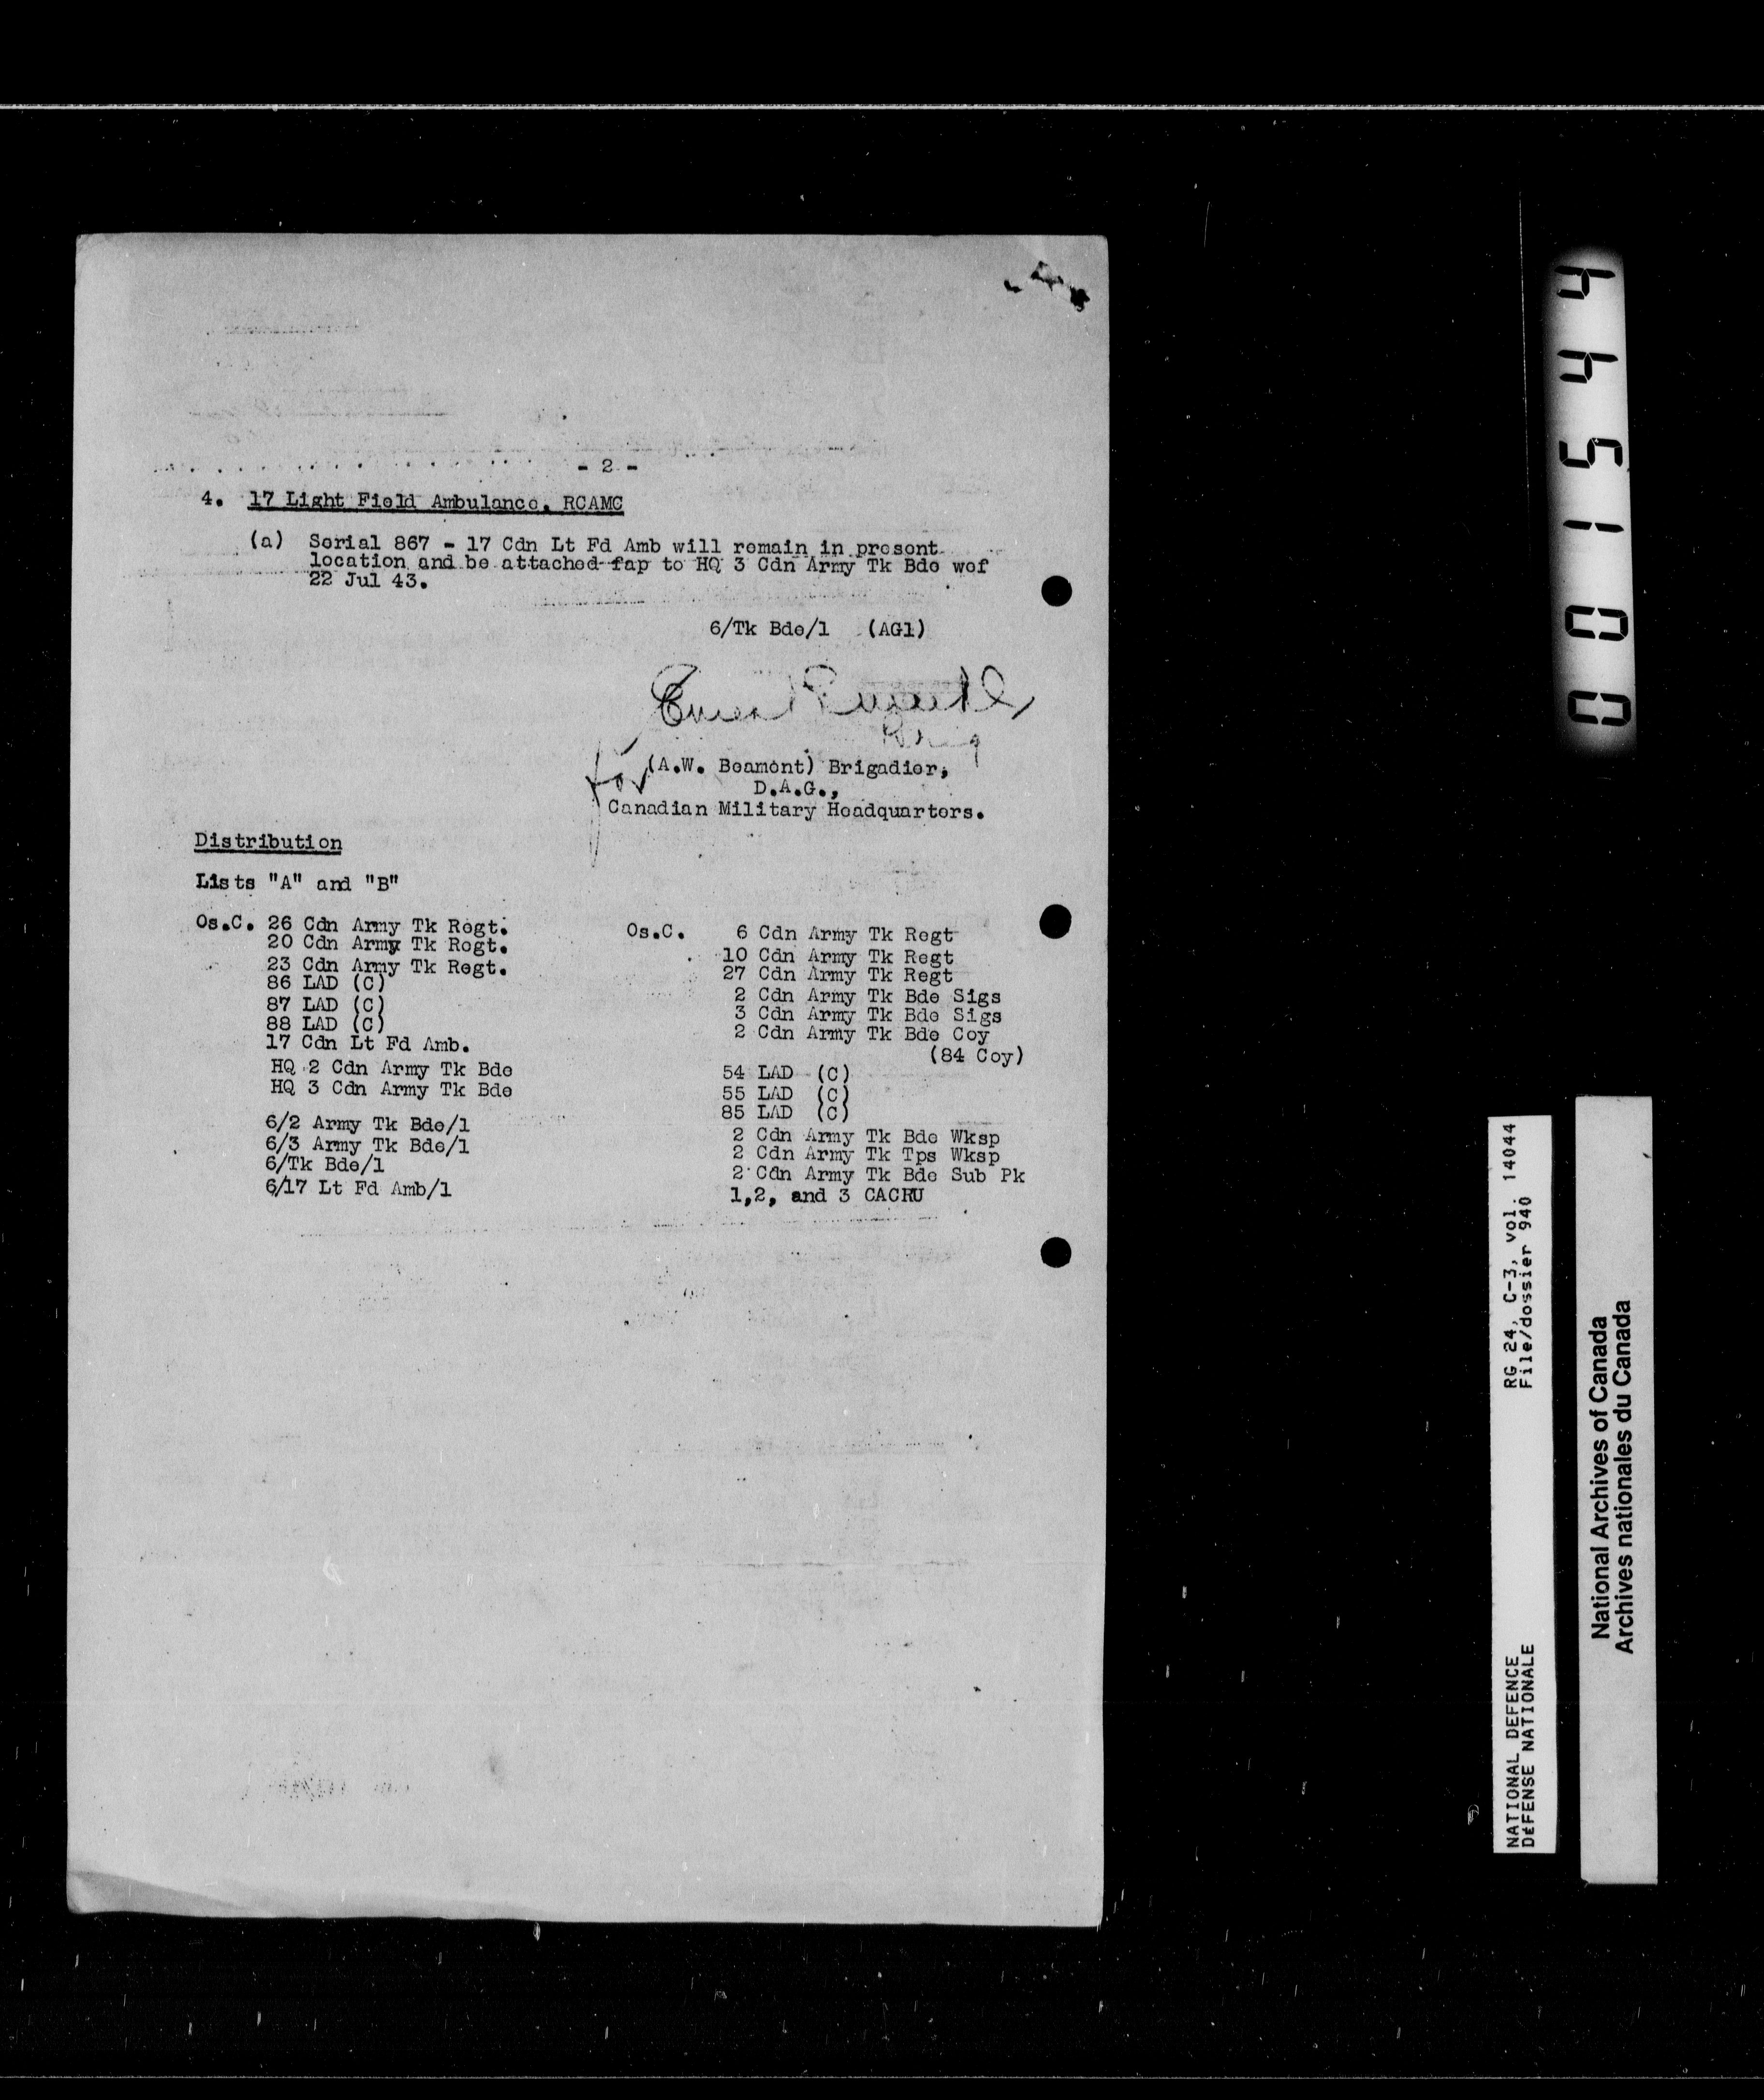 - 2 -
4. 17 Light Field Ambulance. RCAMC
(a) Serial 867 - 17 Cdn Lt Fd Amb will remain in present
location and be attached fap to HQ 3 Cdn Army Tk Bde wef
22 Jul 43.
6/Tk Bde/1 (AG1)
Brig
for (A.W. Beament) Brigadier,
D.A.G.,
Canadian Military Headquarters.
Distribution
Lists "A" and "B"
Os.C. 26 Cdn Army Tk Regt.
20 Cdn Army Tk Regt.
23 Cdn Army Tk Regt.
86 LAD (C)
87 LAD (C)
88 LAD (C)
17 Cdn Lt Fd Amb.
HQ 2 Cdn Army Tk Bde
HQ 3 Cdn Army Tk Bde
6/2 Army Tk Bde/1
6/3 Army Tk Bde/1
6/Tk Bde/1
6/17 Lt Fd Amb/1
Os.C. 6 Cdn Army Tk Regt
10 Cdn Army Tk Regt
27 Cdn Army Tk Regt
2 Cdn Army Tk Bde Sigs
3 Cdn Army Tk Bde Sigs
2 Cdn Army Tk Bde Coy
(84 Coy)
54 LAD (C)
55 LAD (C)
85 LAD (C)
2 Cdn Army Tk Bde Wksp
2 Cdn Army Tk Tps Wksp
2 Cdn Army Tk Bde Sub Pk
1,2, and 3 CACRU
001544
NATIONAL DEFENCE RG 24, C-3, vol. 14044
DéFENSE NATIONALE File/dossier 940
National Archives of Canada
Archives nationales du Canada